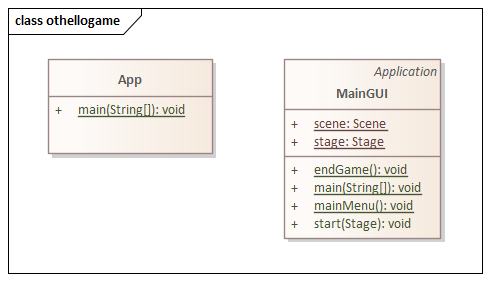 class othellogame
App
+ main(String[]): void
Application
MainGUI
+ scene: Scene
+ stage: Stage
+ endGame(): void
+ main(String[]): void
+ mainMenu(): void
+ start(Stage): void